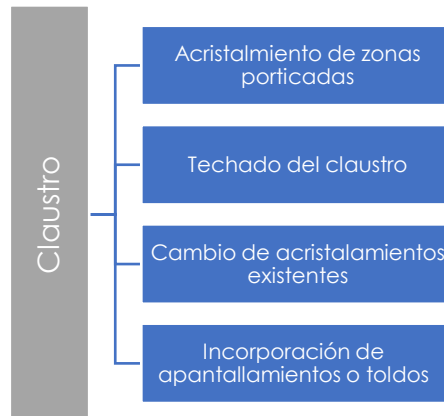 Claustro
Acristalmiento de zonas
porticadas
Techado del claustro
Cambio de acristalamientos
existentes
Incorporación de
apantallamientos o toldos